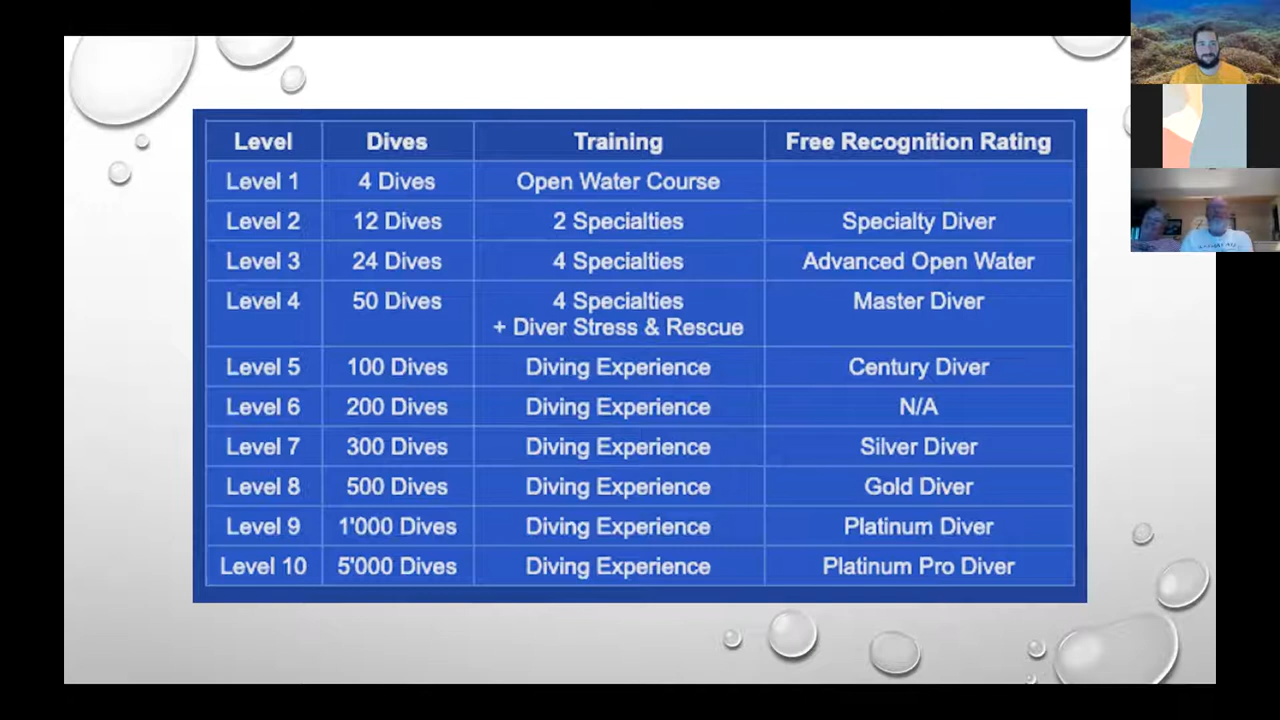 Level Dives Training Free Recognition Rating
Level 1 4 Dives Open Water Course
Level 2 12 Dives 2 Specialties Specialty Diver
Level 3 24 Dives 4 Specialties Advanced Open Water
Level 4 50 Dives 4 Specialties Master Diver
+ Diver Stress & Rescue
Level 5 100 Dives Diving Experience Century Diver
Level 6 200 Dives Diving Experience N/A
Level 7 300 Dives Diving Experience Silver Diver
Level 8 500 Dives Diving Experience Gold Diver
Level 9 1'000 Dives Diving Experience Platinum Diver
Level 10 5'000 Dives Diving Experience Platinum Pro Diver